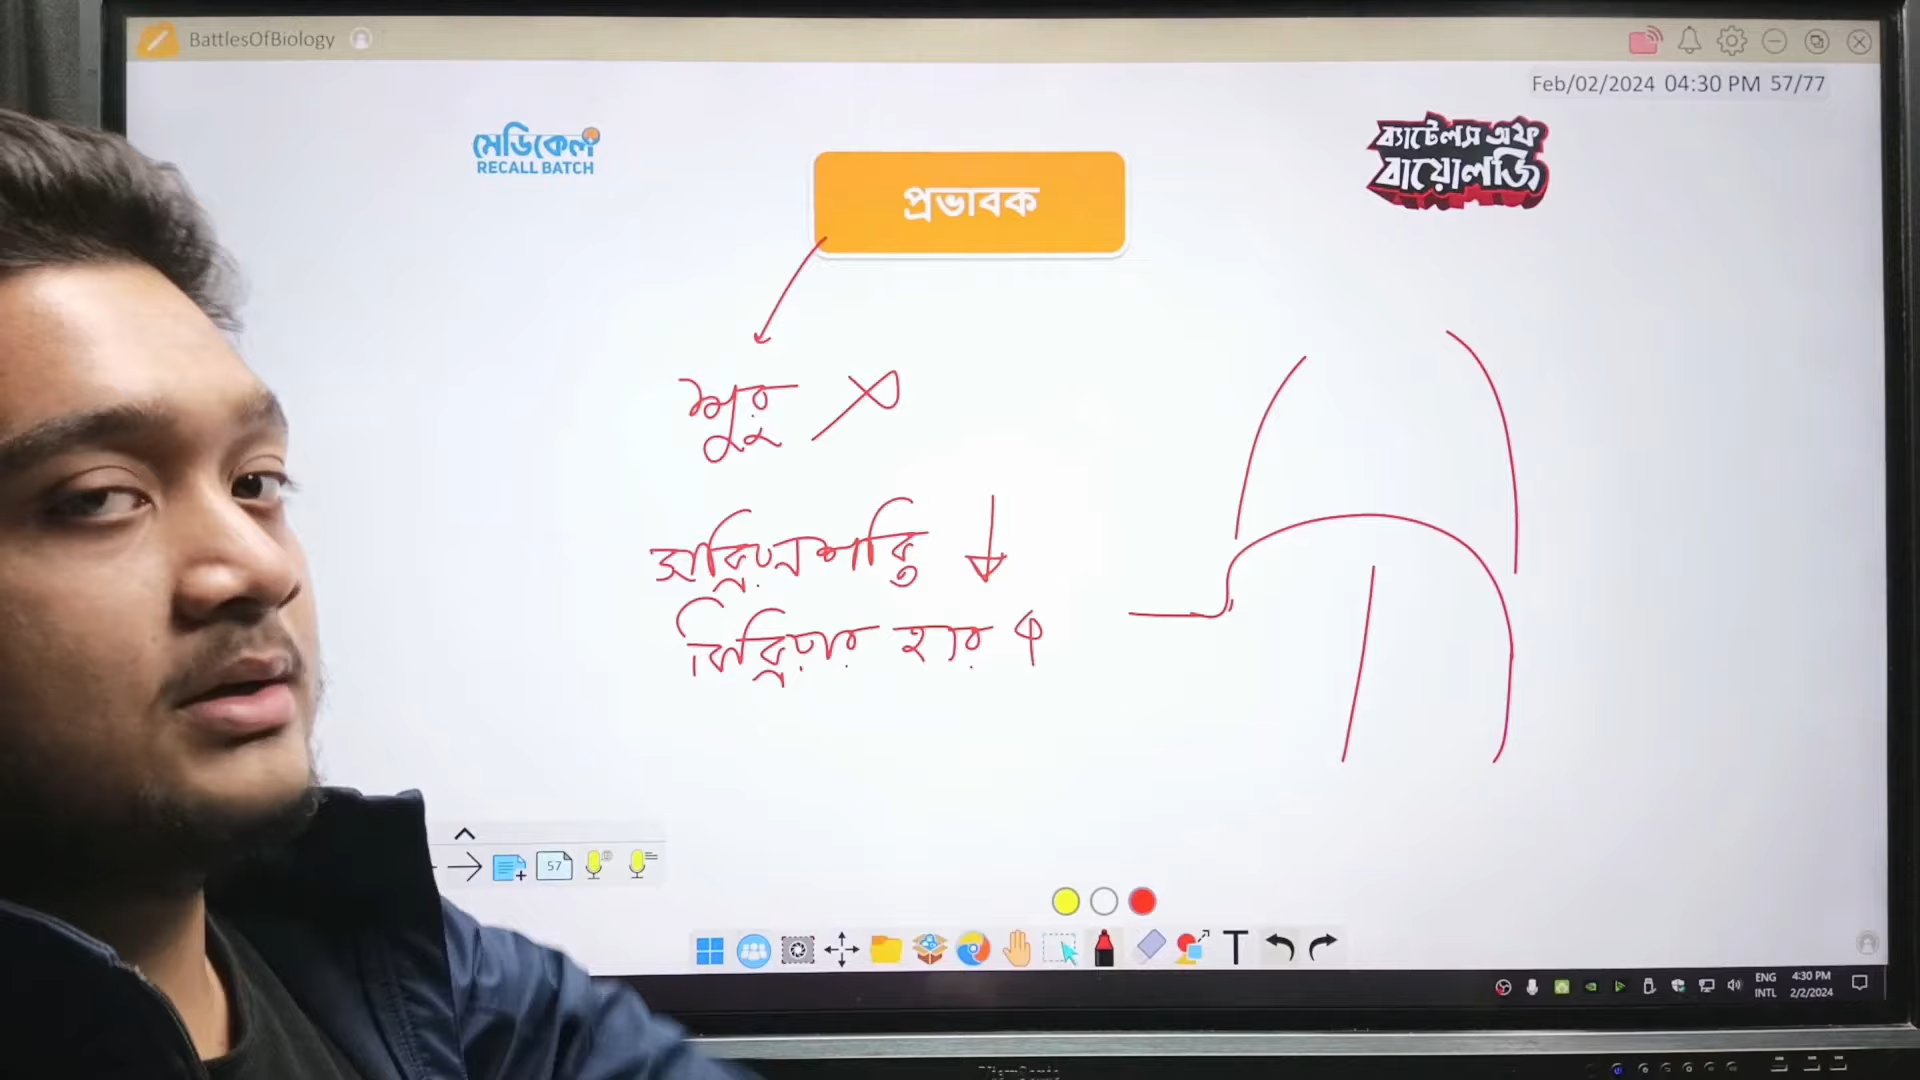 BattlesOfBiology
Feb/02/2024 04:30 PM 57/77
মেডিকেল
RECALL BATCH
ব্যাটেলস অফ
বায়োলজি
প্রভাবক
শুরু
সক্রিয়নশক্তি ↓
বিক্রিয়ার হার ↑
57
T
ENG
INTL
4:30 PM
2/2/2024